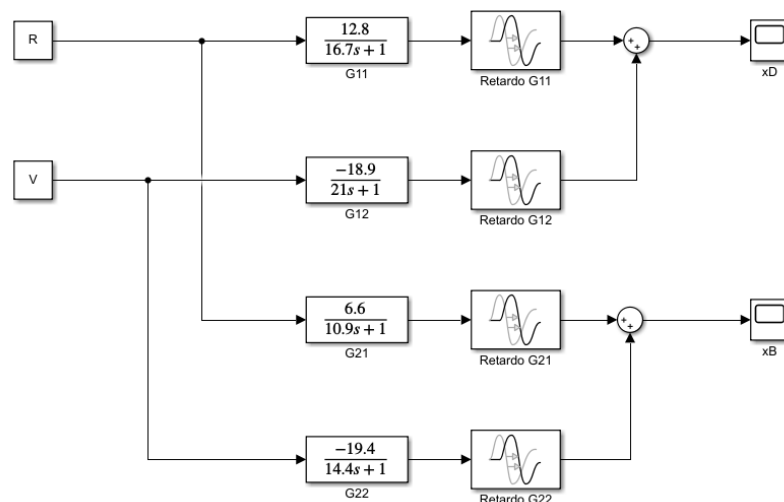 R
12.8
16.7s + 1
G11
Retardo G11
+
+
xD
V
−18.9
21s + 1
G12
Retardo G12
6.6
10.9s + 1
G21
Retardo G21
+
+
xB
−19.4
14.4s + 1
G22
Retardo G22